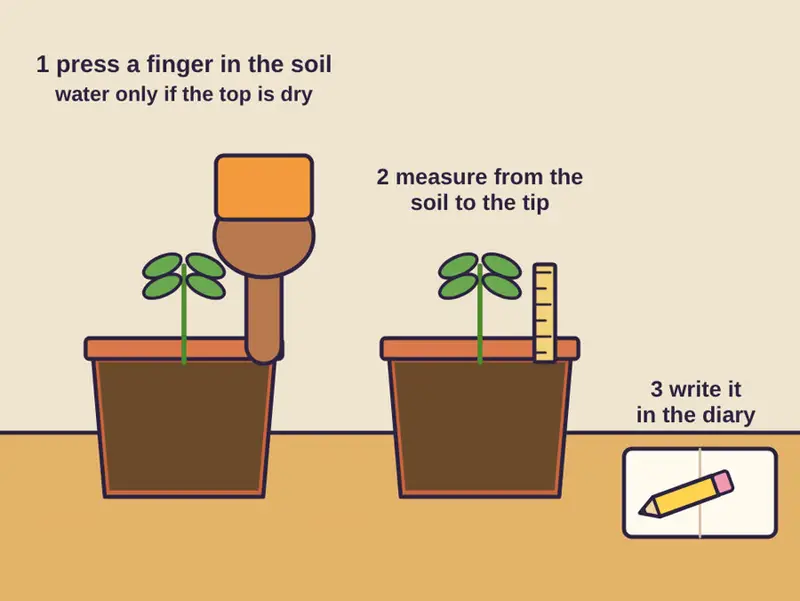 1 press a finger in the soil
water only if the top is dry
2 measure from the
soil to the tip
3 write it
in the diary